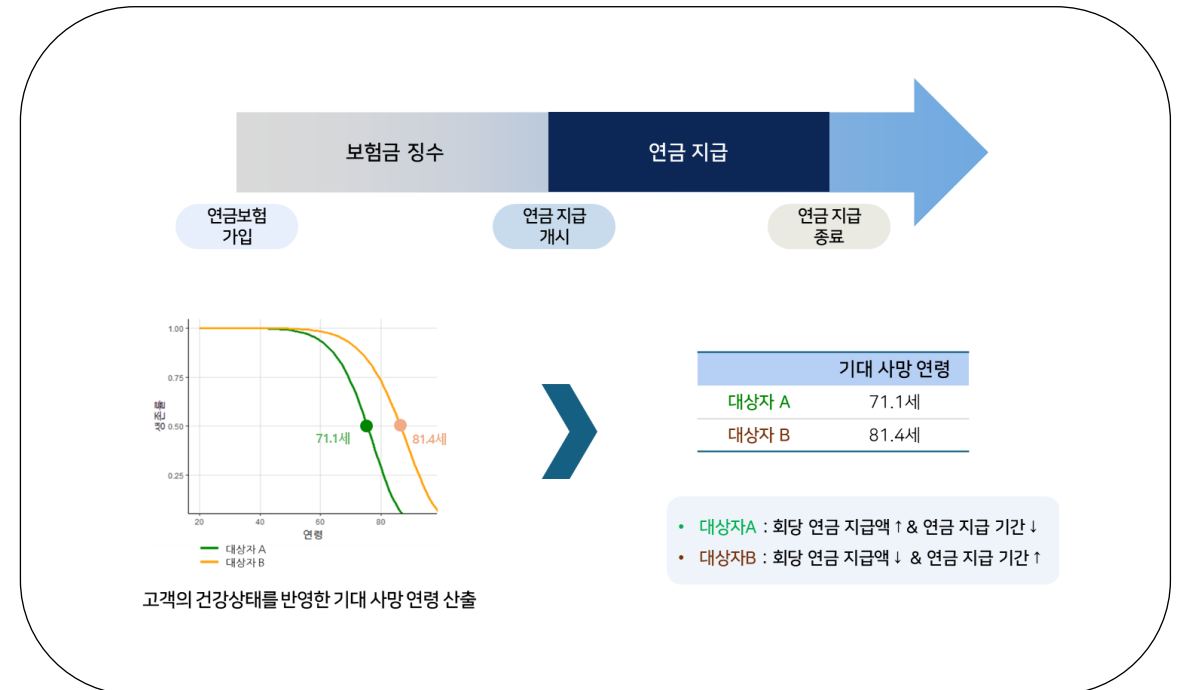 보험금 징수
연금 지급
연금보험
가입
연금 지급
개시
연금 지급
종료
1.00
0.75
0.50
0.25
생존율
71.1세
81.4세
20
40
60
80
연령
대상자 A
대상자 B
고객의 건강상태를 반영한 기대 사망 연령 산출
기대 사망 연령
대상자 A 71.1세
대상자 B 81.4세
• 대상자A : 회당 연금 지급액↑& 연금 지급 기간↓
• 대상자B : 회당 연금 지급액↓ & 연금 지급 기간↑